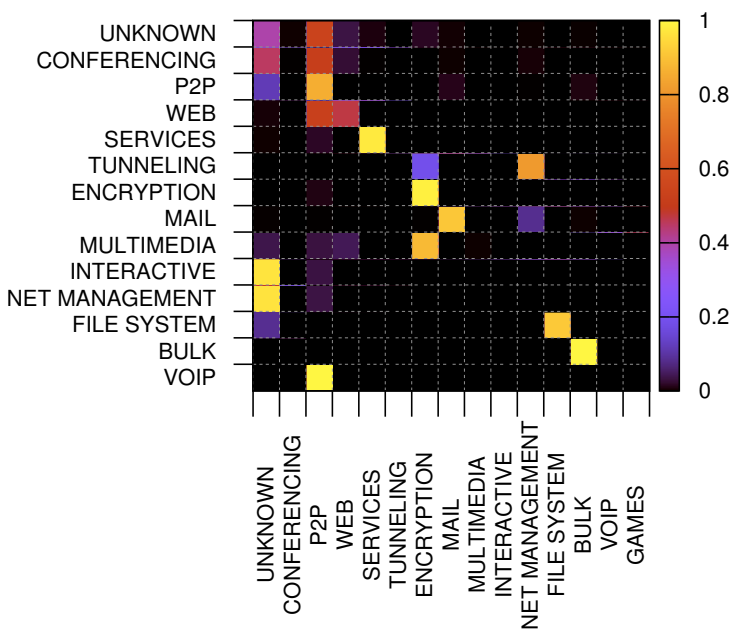 UNKNOWN
CONFERENCING
P2P
WEB
SERVICES
TUNNELING
ENCRYPTION
MAIL
MULTIMEDIA
INTERACTIVE
NET MANAGEMENT
FILE SYSTEM
BULK
VOIP
1
0.8
0.6
0.4
0.2
0
UNKNOWN
CONFERENCING
P2P
WEB
SERVICES
TUNNELING
ENCRYPTION
MAIL
MULTIMEDIA
INTERACTIVE
NET MANAGEMENT
FILE SYSTEM
BULK
VOIP
GAMES